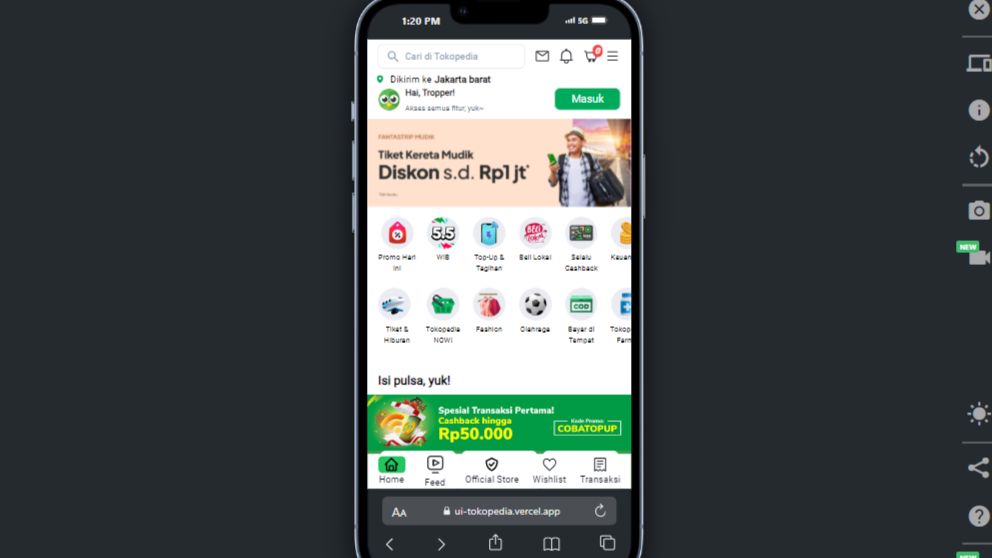 1:20 PM
5G
Cari di Tokopedia
0
Dikirim ke Jakarta barat
Hai, Tropper!
Akses semua fitur, yuk~
Masuk
FANTASTRIP MUDIK
Tiket Kereta Mudik
Diskon s.d. Rp1 jt*
Promo Hari Ini
5.5
WIB
Top-Up & Tagihan
BELI
Beli Lokal
Selalu Cashback
Keuan
Tiket & Hiburan
Tokopedia NOW!
Fashion
Olahraga
COD
Bayar di Tempat
Tokop
Farm
Isi pulsa, yuk!
Spesial Transaksi Pertama!
Cashback hingga
Rp50.000
Kode Promo:
COBATOPUP
Home
Feed
Official Store
Wishlist
Transaksi
AA
ui-tokopedia.vercel.app
NEW
NEW